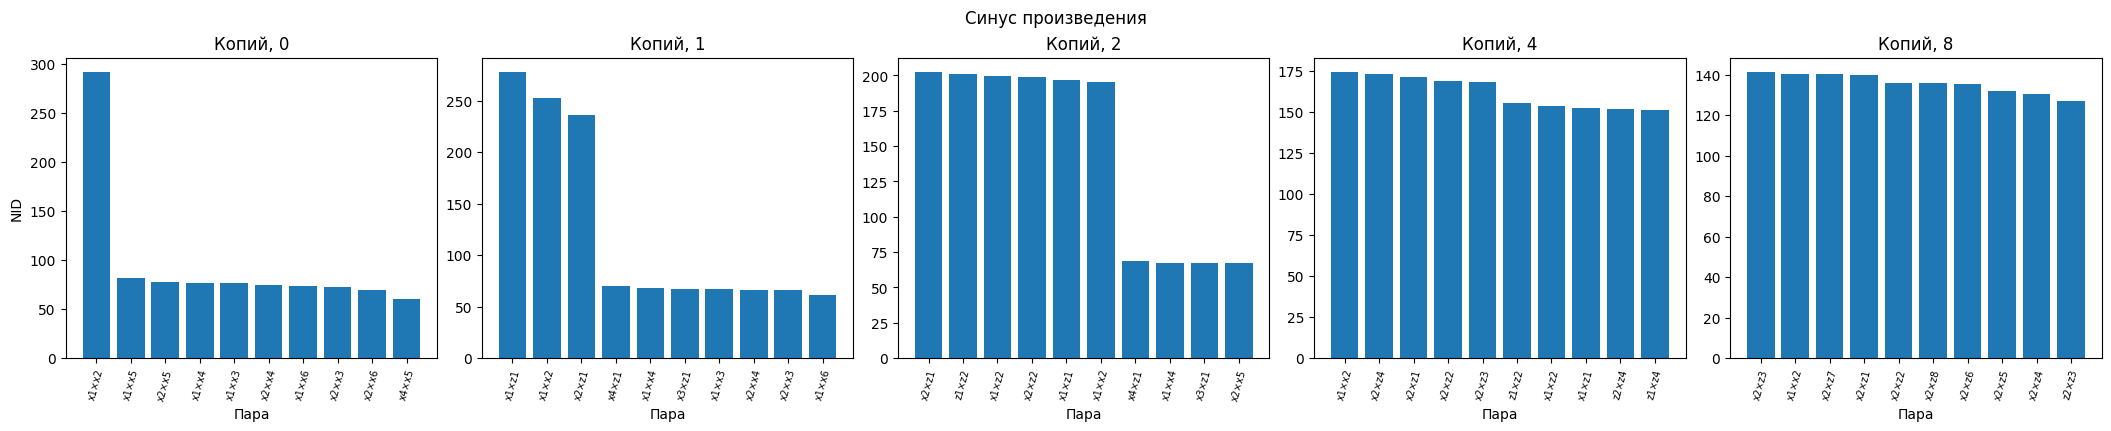 Синус произведения
Копий, 0
NID
300
250
200
150
100
50
0
x1×x2
x1×x5
x2×x5
x1×x4
x1×x3
x2×x4
x1×x6
x2×x3
x2×x6
x4×x5
Пара
Копий, 1
250
200
150
100
50
0
x1×z1
x1×x2
x2×z1
x4×z1
x1×x4
x3×z1
x1×x3
x2×x4
x2×x3
x1×x6
Пара
Копий, 2
200
175
150
125
100
75
50
25
0
x2×z1
z1×z2
x1×z2
x2×z2
x1×z1
x1×x2
x4×z1
x1×x4
x3×z1
x2×x5
Пара
Копий, 4
175
150
125
100
75
50
25
0
x1×x2
x2×z4
x2×z1
x2×z2
x2×z3
z1×z2
x1×z2
x1×z1
z2×z4
z1×z4
Пара
Копий, 8
140
120
100
80
60
40
20
0
x2×z3
x1×x2
x2×z7
x2×z1
x2×z2
x2×z8
x2×z6
x2×z5
x2×z4
z2×z3
Пара